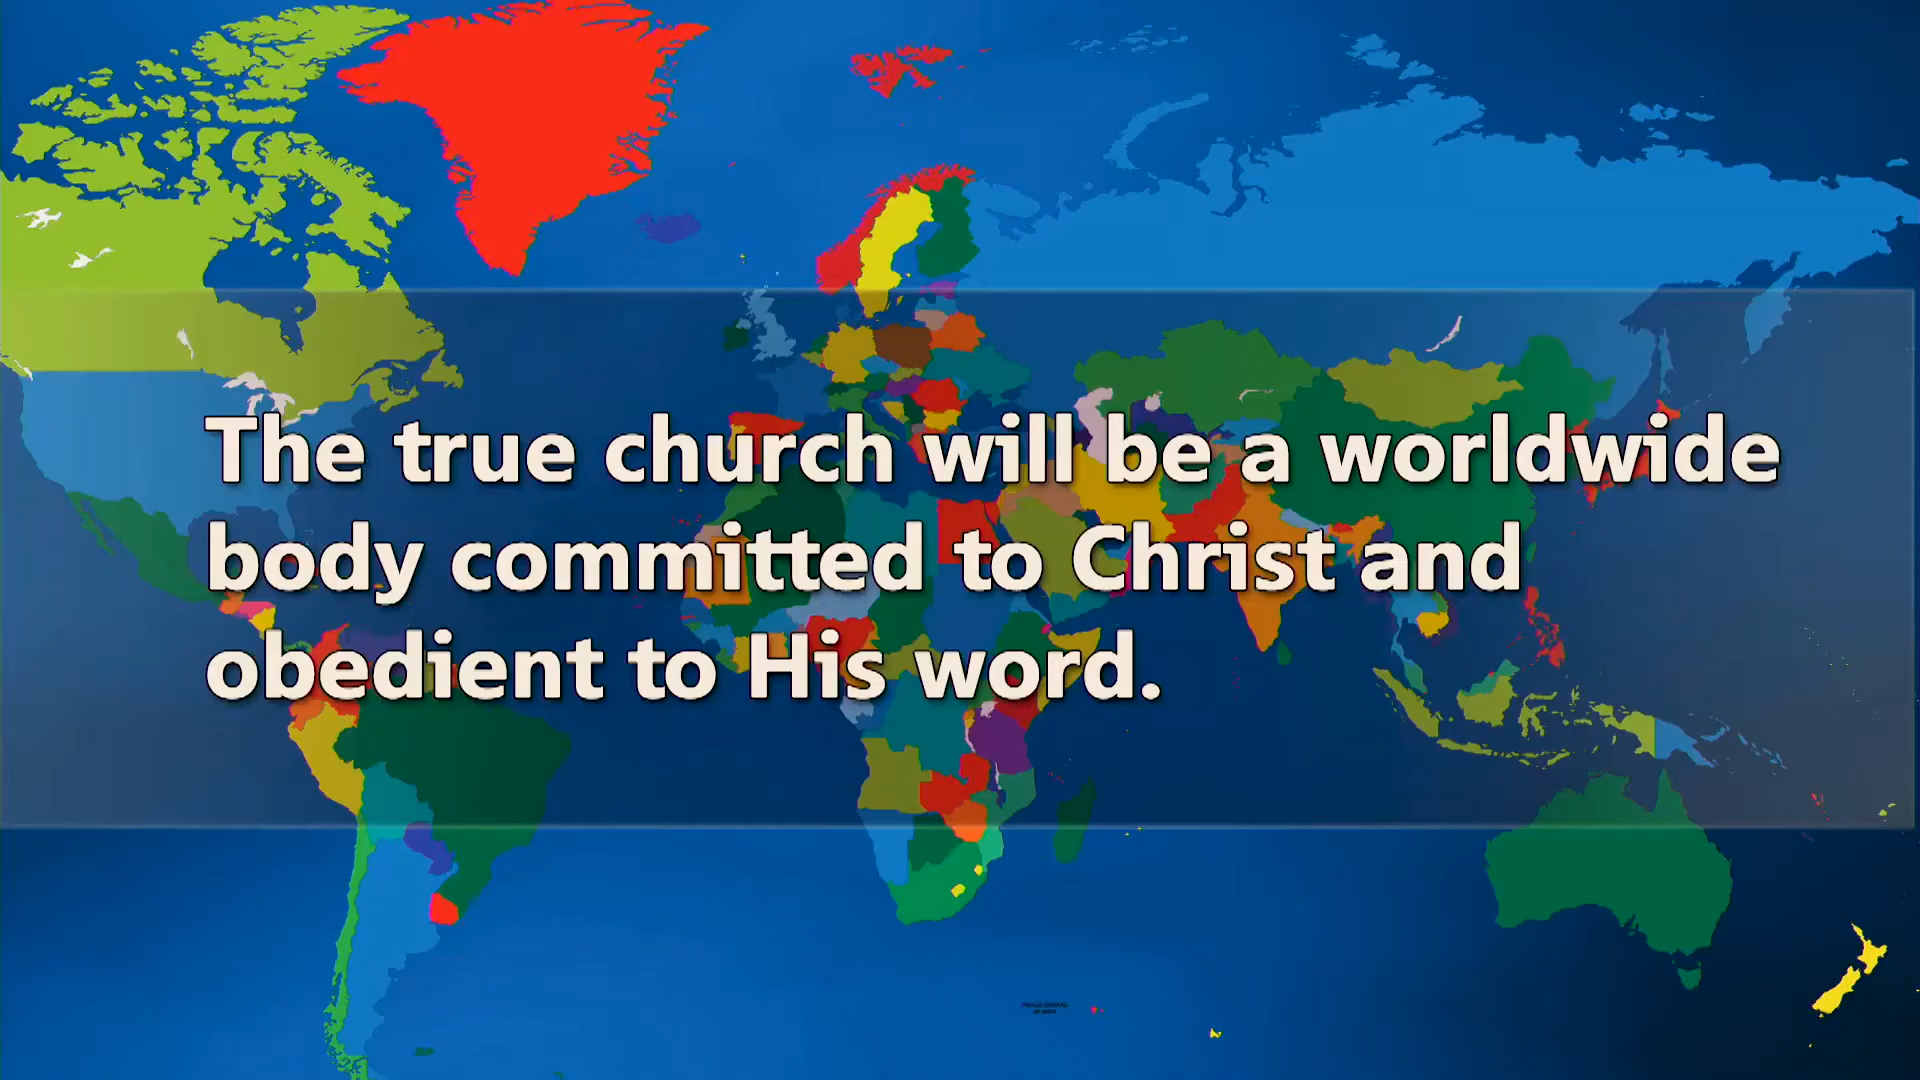 The true church will be a worldwide
body committed to Christ and
obedient to His word.